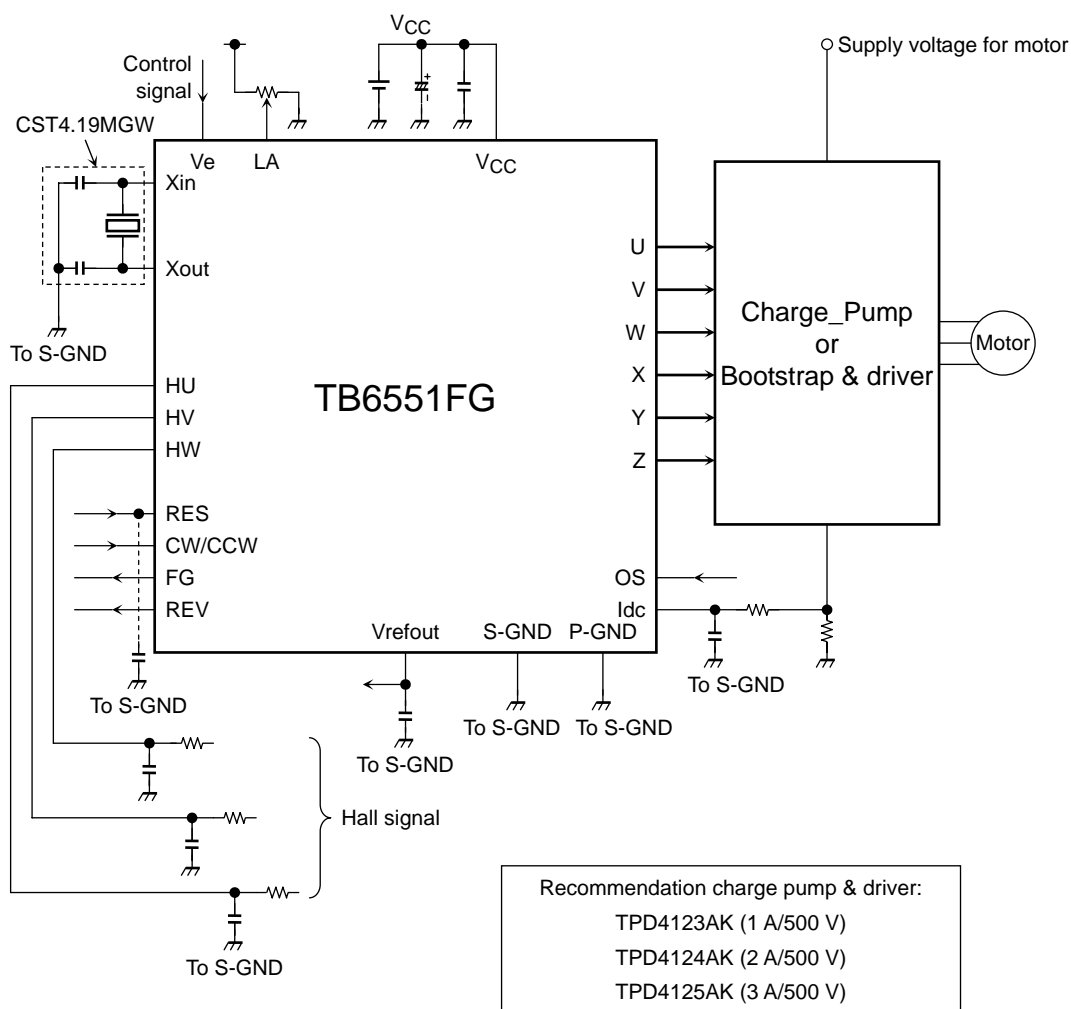 VCC
Supply voltage for motor
Control
signal
CST4.19MGW
Ve
LA
VCC
Xin
Xout
To S-GND
U
V
W
X
Y
Z
Charge_Pump
or
Bootstrap & driver
Motor
TB6551FG
HU
HV
HW
RES
CW/CCW
FG
REV
OS
Idc
Vrefout
S-GND
P-GND
To S-GND
To S-GND
To S-GND
To S-GND
To S-GND
Hall signal
To S-GND
Recommendation charge pump & driver:
TPD4123AK (1 A/500 V)
TPD4124AK (2 A/500 V)
TPD4125AK (3 A/500 V)